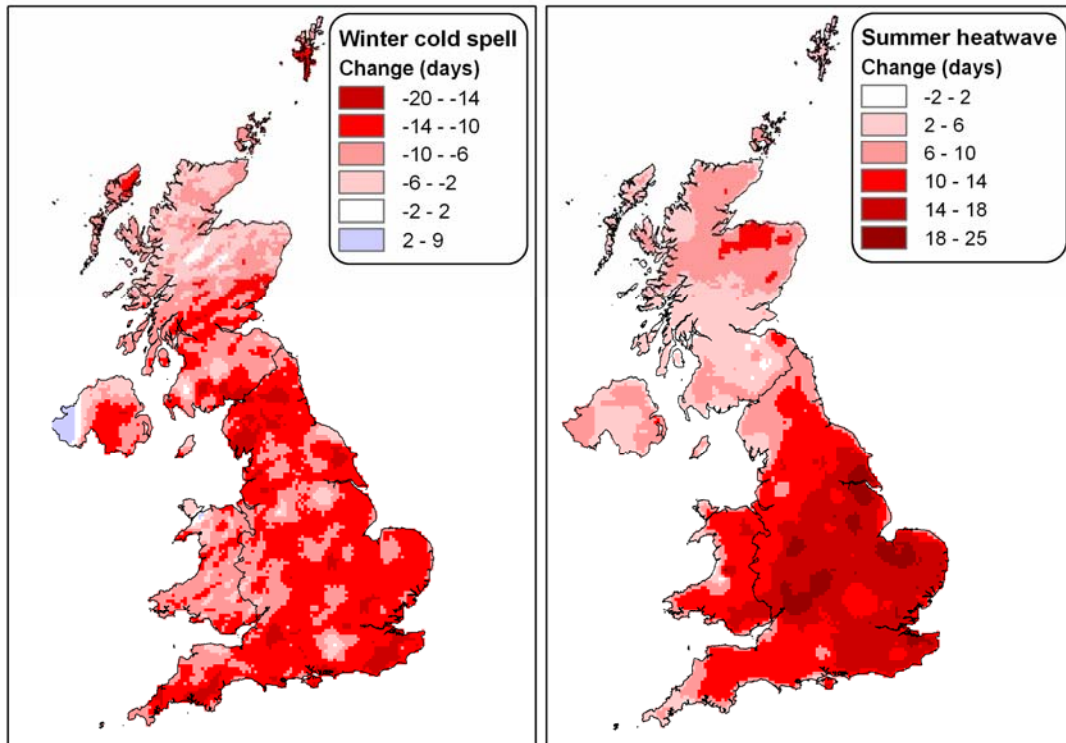 Winter cold spell
Change (days)
-20 - -14
-14 - -10
-10 - -6
-6 - -2
-2 - 2
2 - 9
Summer heatwave
Change (days)
-2 - 2
2 - 6
6 - 10
10 - 14
14 - 18
18 - 25